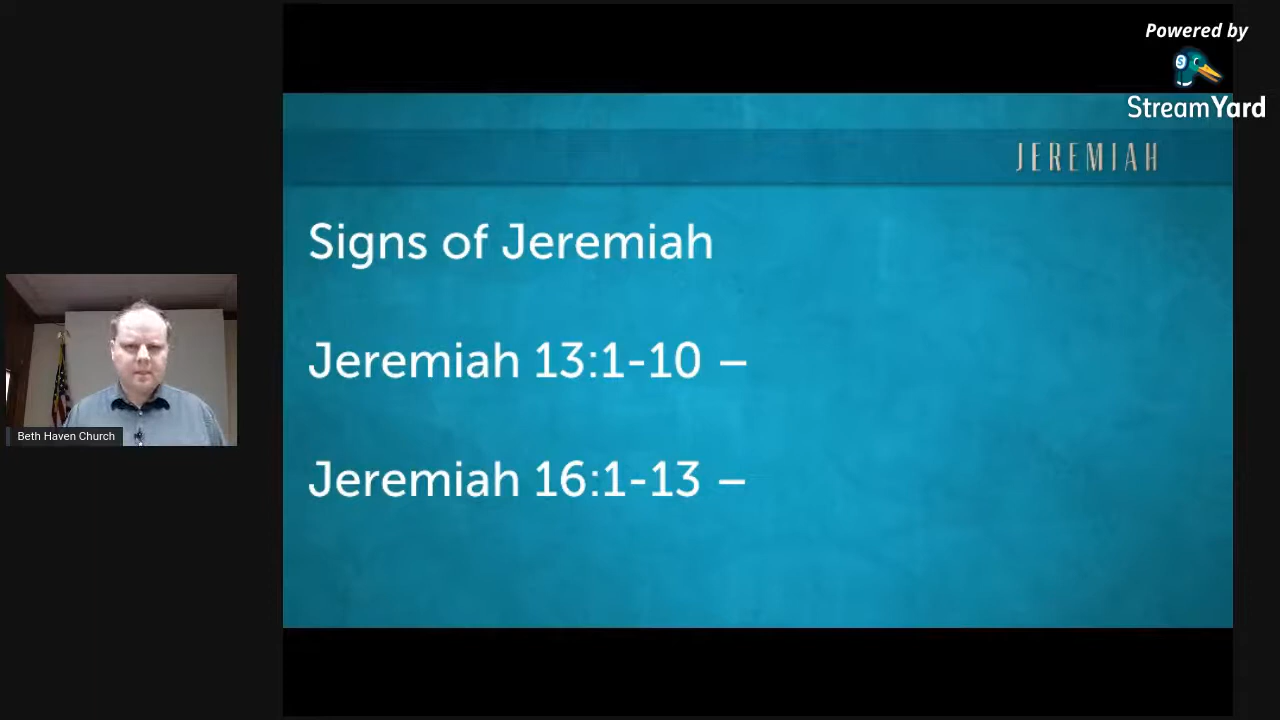 Powered by
StreamYard
JEREMIAH
Signs of Jeremiah
Jeremiah 13:1-10 –
Jeremiah 16:1-13 –
Beth Haven Church